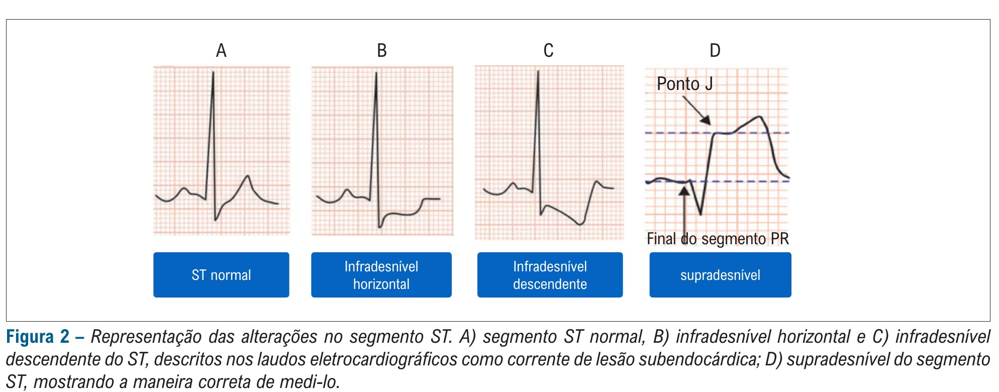 A
B
C
D
Ponto J
Final do segmento PR
ST normal
Infradesnível
horizontal
Infradesnível
descendente
supradesnível
Figura 2 – Representação das alterações no segmento ST. A) segmento ST normal, B) infradesnível horizontal e C) infradesnível
descendente do ST, descritos nos laudos eletrocardiográficos como corrente de lesão subendocárdica; D) supradesnível do segmento
ST, mostrando a maneira correta de medi-lo.